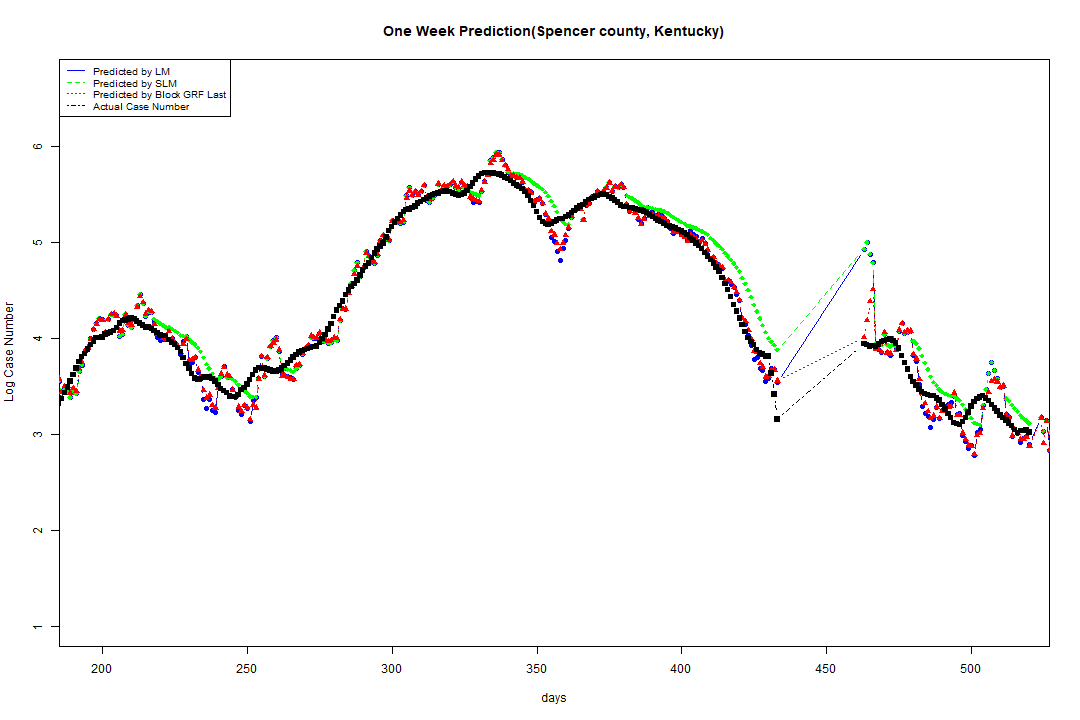 One Week Prediction(Spencer county, Kentucky)
Predicted by LM
Predicted by SLM
Predicted by Block GRF Last
Actual Case Number
Log Case Number
6
5
4
3
2
1
200 250 300 350 400 450 500
days